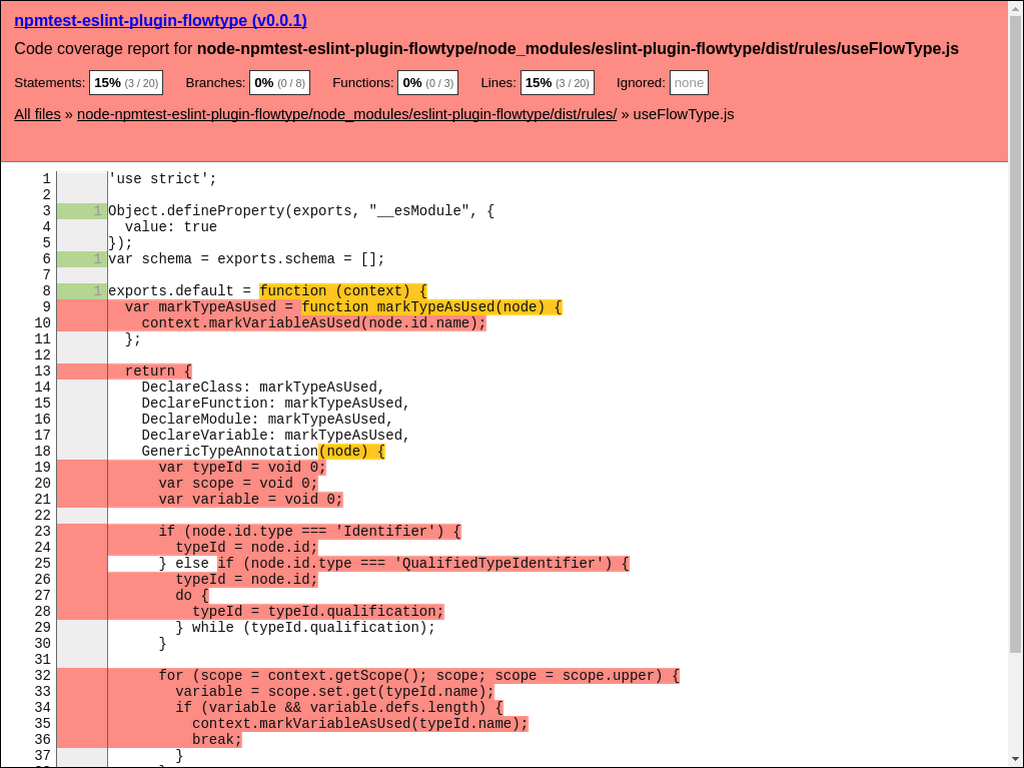 npmtest-eslint-plugin-flowtype (v0.0.1)
Code coverage report for node-npmtest-eslint-plugin-flowtype/node_modules/eslint-plugin-flowtype/dist/rules/useFlowType.js
Statements: 15% (3 / 20) Branches: 0% (0 / 8) Functions: 0% (0 / 3) Lines: 15% (3 / 20) Ignored: none
All files » node-npmtest-eslint-plugin-flowtype/node_modules/eslint-plugin-flowtype/dist/rules/ » useFlowType.js
1 'use strict';
2
3 1 Object.defineProperty(exports, "__esModule", {
4 value: true
5 });
6 1 var schema = exports.schema = [];
7
8 1 exports.default = function (context) {
9 var markTypeAsUsed = function markTypeAsUsed(node) {
10 context.markVariableAsUsed(node.id.name);
11 };
12
13 return {
14 DeclareClass: markTypeAsUsed,
15 DeclareFunction: markTypeAsUsed,
16 DeclareModule: markTypeAsUsed,
17 DeclareVariable: markTypeAsUsed,
18 GenericTypeAnnotation(node) {
19 var typeId = void 0;
20 var scope = void 0;
21 var variable = void 0;
22
23 if (node.id.type === 'Identifier') {
24 typeId = node.id;
25 } else if (node.id.type === 'QualifiedTypeIdentifier') {
26 typeId = node.id;
27 do {
28 typeId = typeId.qualification;
29 } while (typeId.qualification);
30 }
31
32 for (scope = context.getScope(); scope; scope = scope.upper) {
33 variable = scope.set.get(typeId.name);
34 if (variable && variable.defs.length) {
35 context.markVariableAsUsed(typeId.name);
36 break;
37 }